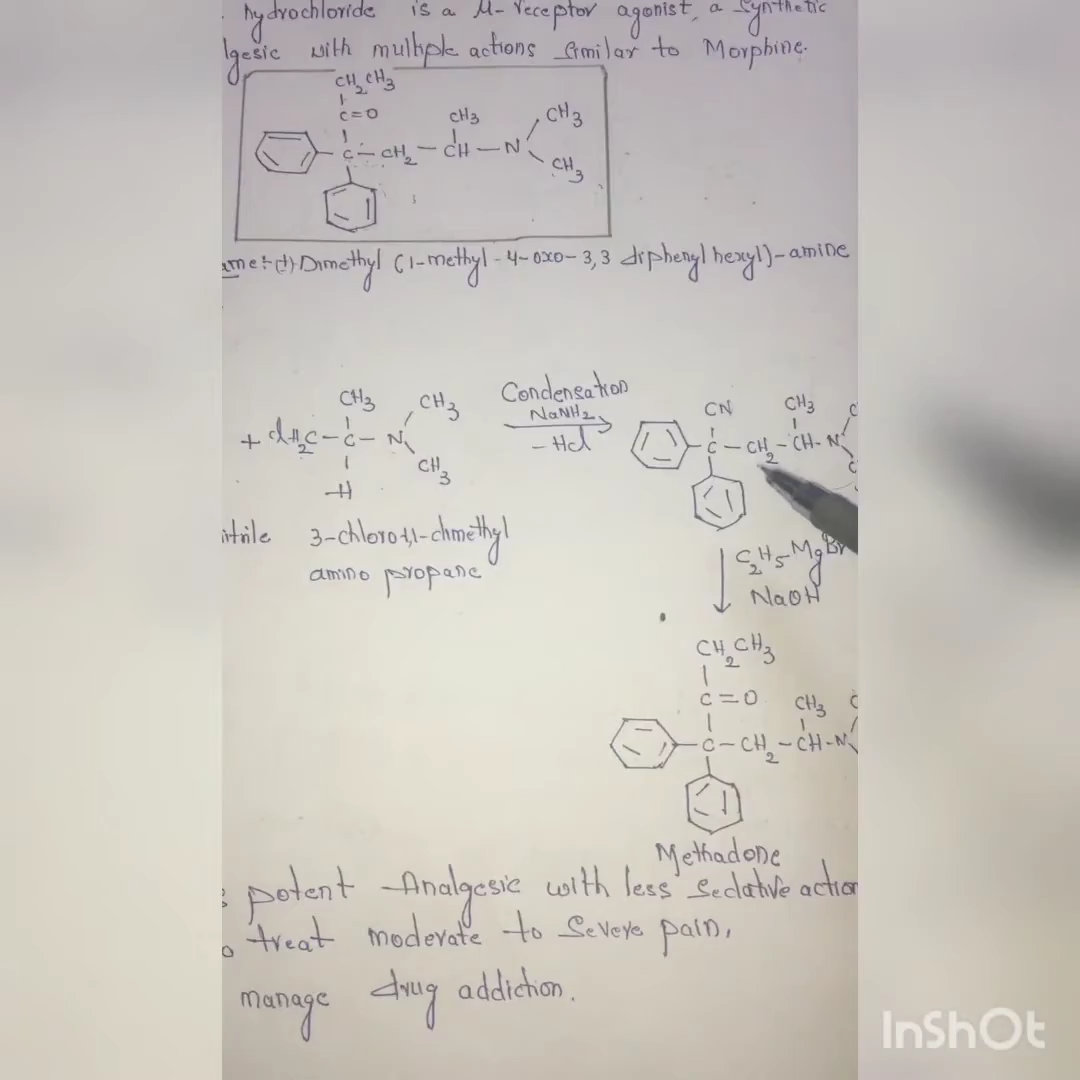 hydrochloride is a M- receptor agonist, a synthetic
lgesic with multiple actions similar to Morphine.
CH2CH3
C=O
CH3
CH3
C - CH2 - CH - N
CH3
ame:- (±) Dimethyl (1-methyl-4-oxo-3,3 diphenyl hexyl)-amine
CH3
CH3
Condensation
NaNH2
- HCl
+ ClH2C - C - N
CH3
H
CN
CH3
C
C - CH2 - CH - N
C
itrile
3-chloro-1,1-dimethyl
amino propane
C2H5MgBr
NaOH
CH2CH3
C=O
CH3
C
C - CH2 - CH - N
Methadone
s potent Analgesic with less sedative action
o treat moderate to severe pain,
manage drug addiction.
InShOt